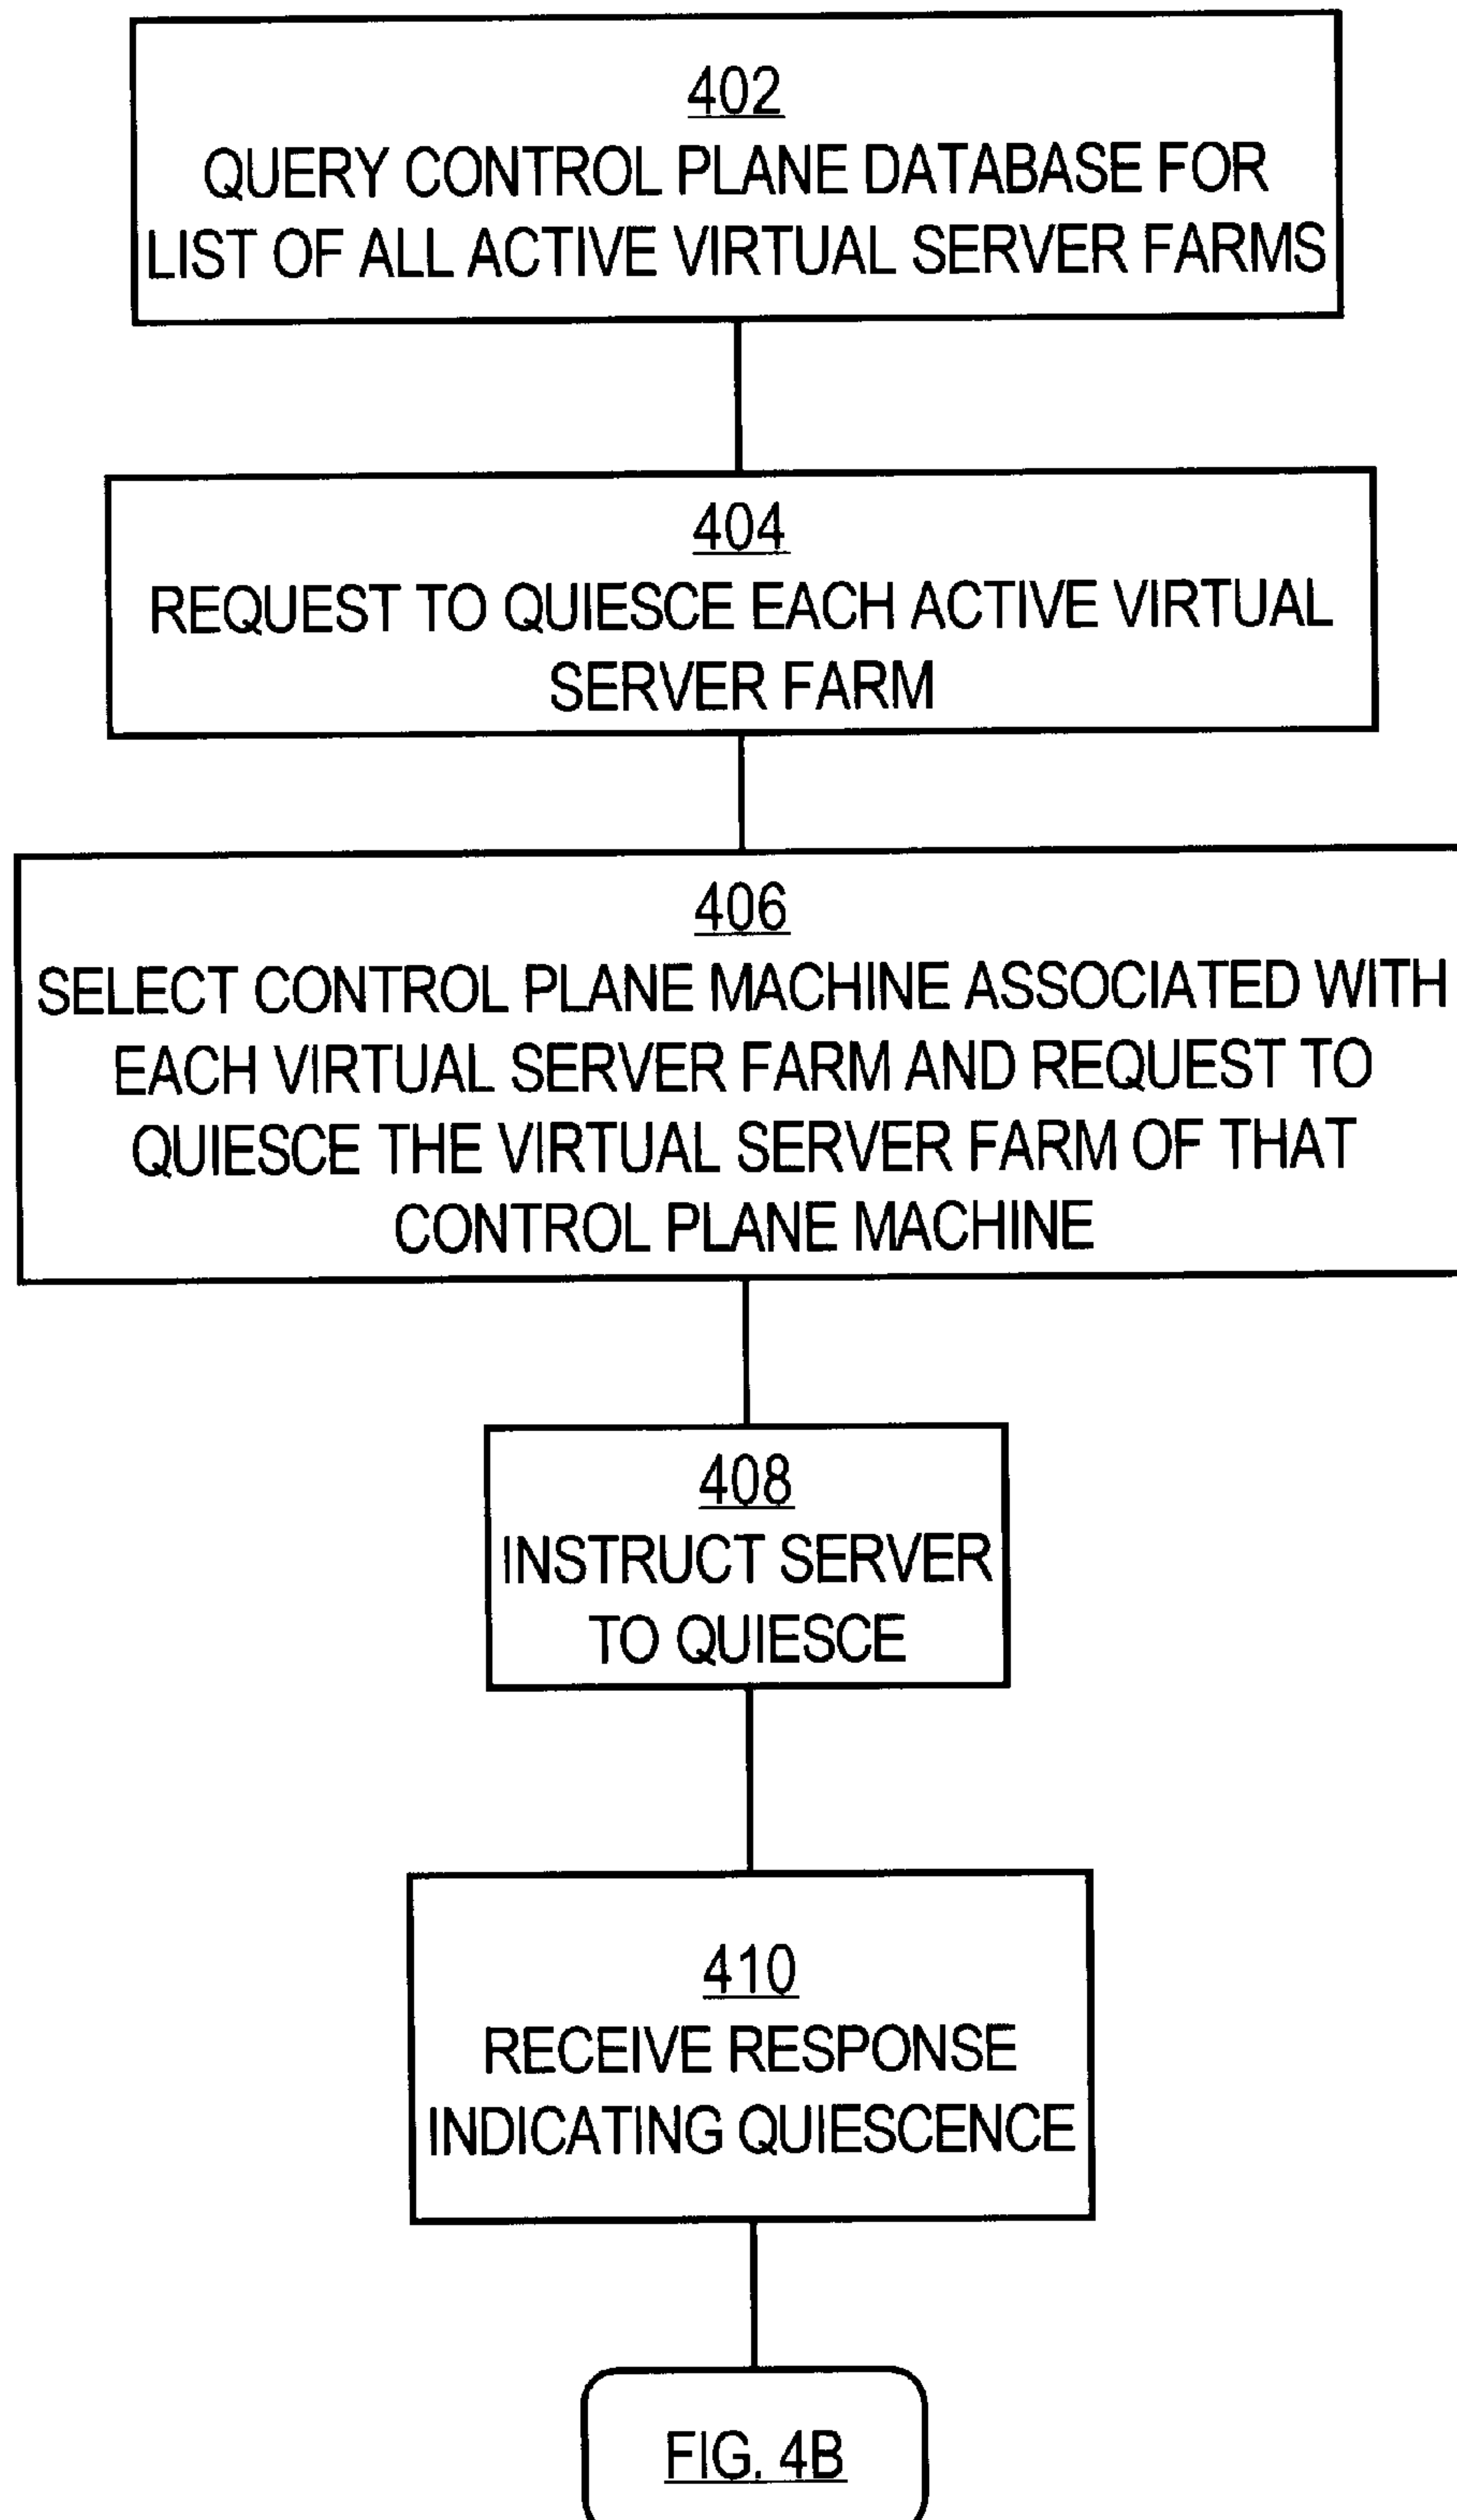 402
QUERY CONTROL PLANE DATABASE FOR
LIST OF ALL ACTIVE VIRTUAL SERVER FARMS
404
REQUEST TO QUIESCE EACH ACTIVE VIRTUAL
SERVER FARM
406
SELECT CONTROL PLANE MACHINE ASSOCIATED WITH
EACH VIRTUAL SERVER FARM AND REQUEST TO
QUIESCE THE VIRTUAL SERVER FARM OF THAT
CONTROL PLANE MACHINE
408
INSTRUCT SERVER
TO QUIESCE
410
RECEIVE RESPONSE
INDICATING QUIESCENCE
FIG. 4B